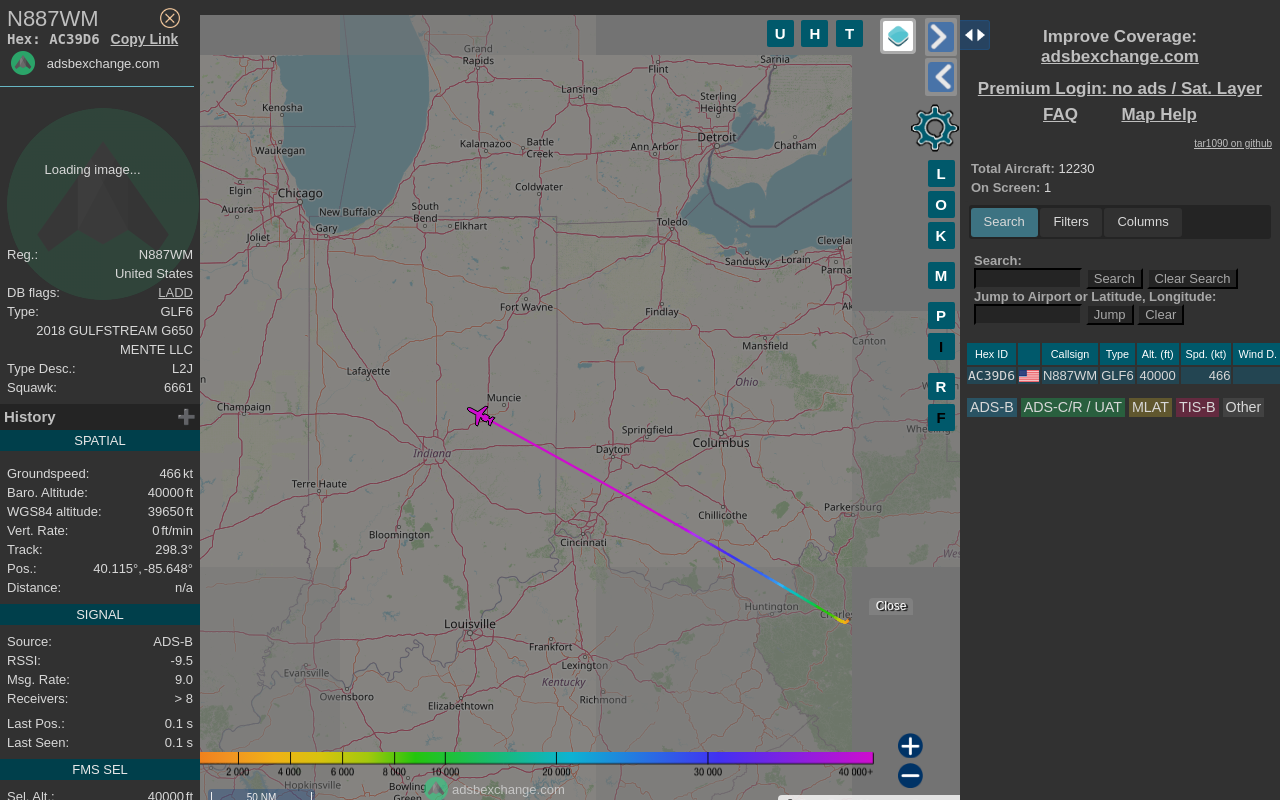 N887WM
Hex: AC39D6 Copy Link
adsbexchange.com
Loading image...
Reg.: N887WM
United States
DB flags: LADD
Type: GLF6
2018 GULFSTREAM G650
MENTE LLC
Type Desc.: L2J
Squawk: 6661
History
SPATIAL
Groundspeed: 466 kt
Baro. Altitude: 40000 ft
WGS84 altitude: 39650 ft
Vert. Rate: 0 ft/min
Track: 298.3°
Pos.: 40.115°, -85.648°
Distance: n/a
SIGNAL
Source: ADS-B
RSSI: -9.5
Msg. Rate: 9.0
Receivers: > 8
Last Pos.: 0.1 s
Last Seen: 0.1 s
FMS SEL
Sel. Alt.: 40000 ft
U H T
L
O
K
M
P
I
R
F
Grand
Rapids
Flint
Sarnia
Lansing
Sterling
Heights
Kenosha
Waukegan
Kalamazoo
Battle
Creek
Ann Arbor
Detroit
Chatham
Elgin
Chicago
Coldwater
Aurora
New Buffalo
South
Bend
Elkhart
Toledo
Joliet
Gary
Sandusky
Lorain
Clevelan
Parma
Fort Wayne
Findlay
Ak
Canton
Mansfield
Lafayette
Ohio
Champaign
Muncie
Springfield
Columbus
Whee
Indiana
Dayton
Terre Haute
Chillicothe
Parkersburg
Bloomington
Cincinnati
Wes
Huntington
Charles
Close
Louisville
Frankfort
Lexington
Evansville
Kentucky
Owensboro
Richmond
Elizabethtown
2 000 4 000 6 000 8 000 10 000 20 000 30 000 40 000+
Hopkinsville
Bowling
Green
adsbexchange.com
50 NM
Improve Coverage:
adsbexchange.com
Premium Login: no ads / Sat. Layer
FAQ Map Help
tar1090 on github
Total Aircraft: 12230
On Screen: 1
Search Filters Columns
Search:
Search Clear Search
Jump to Airport or Latitude, Longitude:
Jump Clear
Hex ID Callsign Type Alt. (ft) Spd. (kt) Wind D.
AC39D6 N887WM GLF6 40000 466
ADS-B ADS-C/R / UAT MLAT TIS-B Other